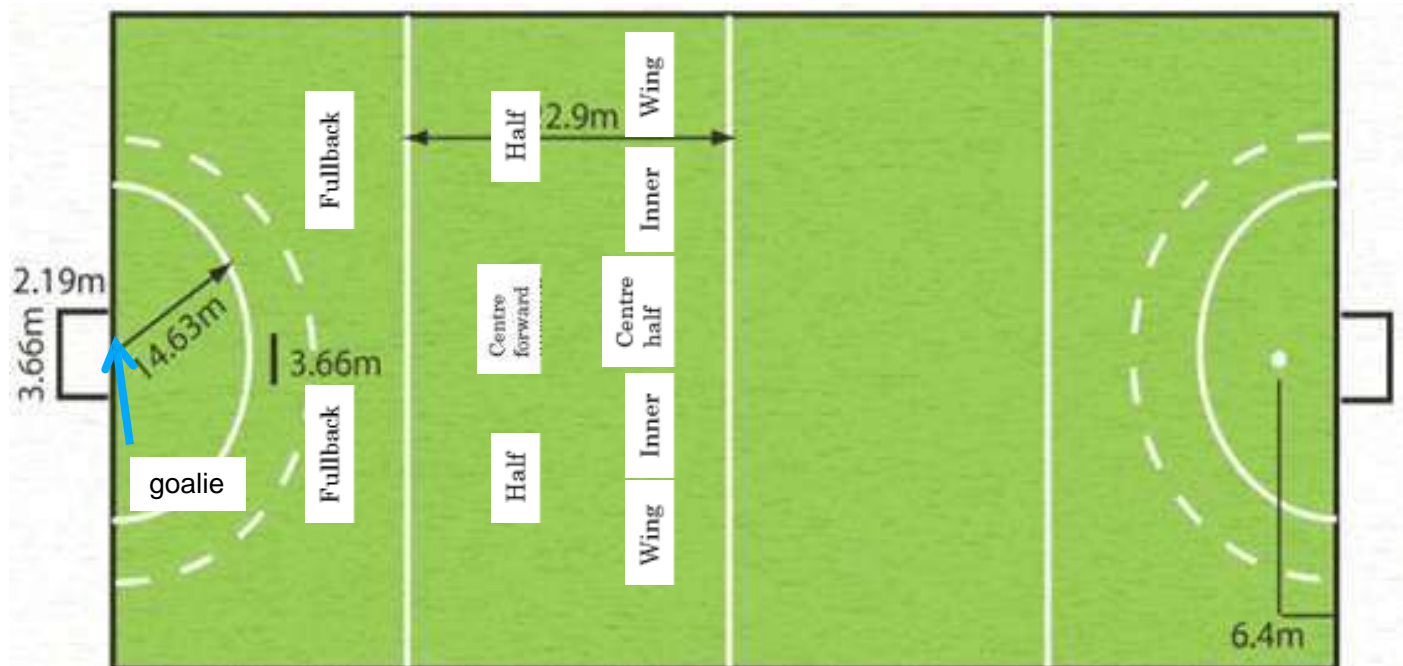 Wing
Half
22.9m
Fullback
Inner
2.19m
14.63m
3.66m
3.66m
Centre
forward
Centre
half
Fullback
Half
Inner
goalie
Wing
6.4m